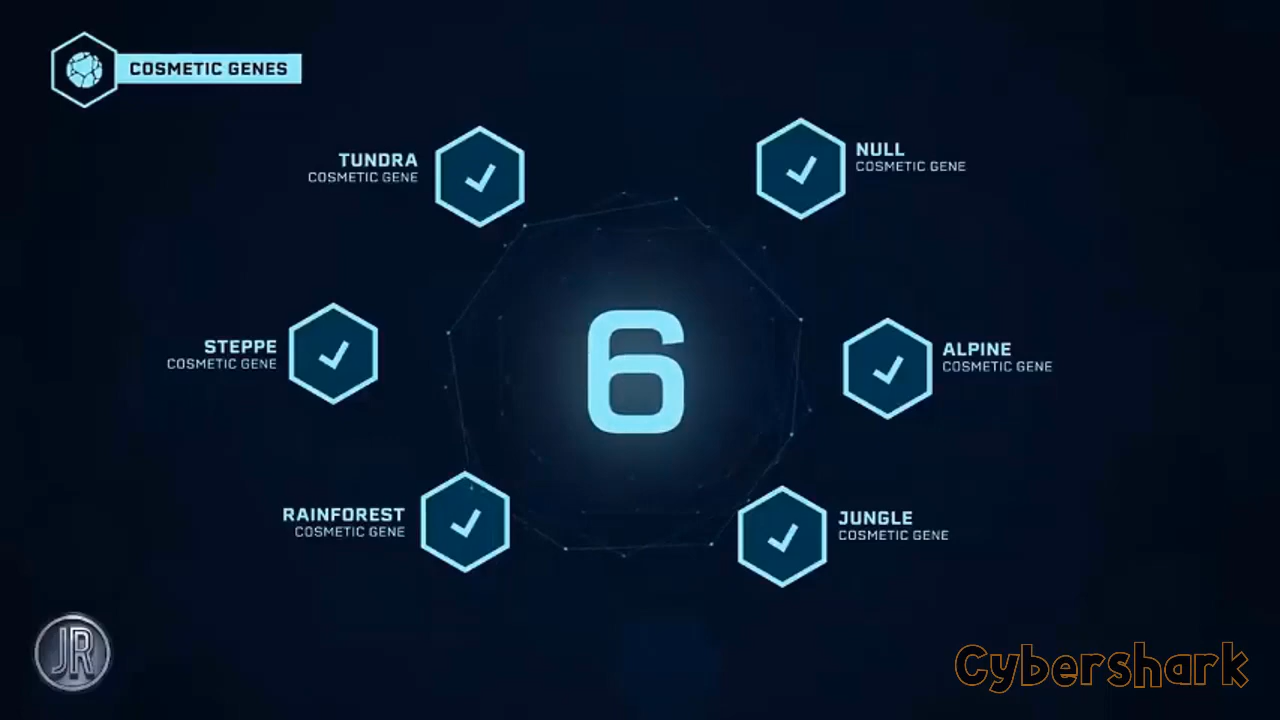 COSMETIC GENES
TUNDRA
COSMETIC GENE
NULL
COSMETIC GENE
STEPPE
COSMETIC GENE
6
ALPINE
COSMETIC GENE
RAINFOREST
COSMETIC GENE
JUNGLE
COSMETIC GENE
JR
Cybershark